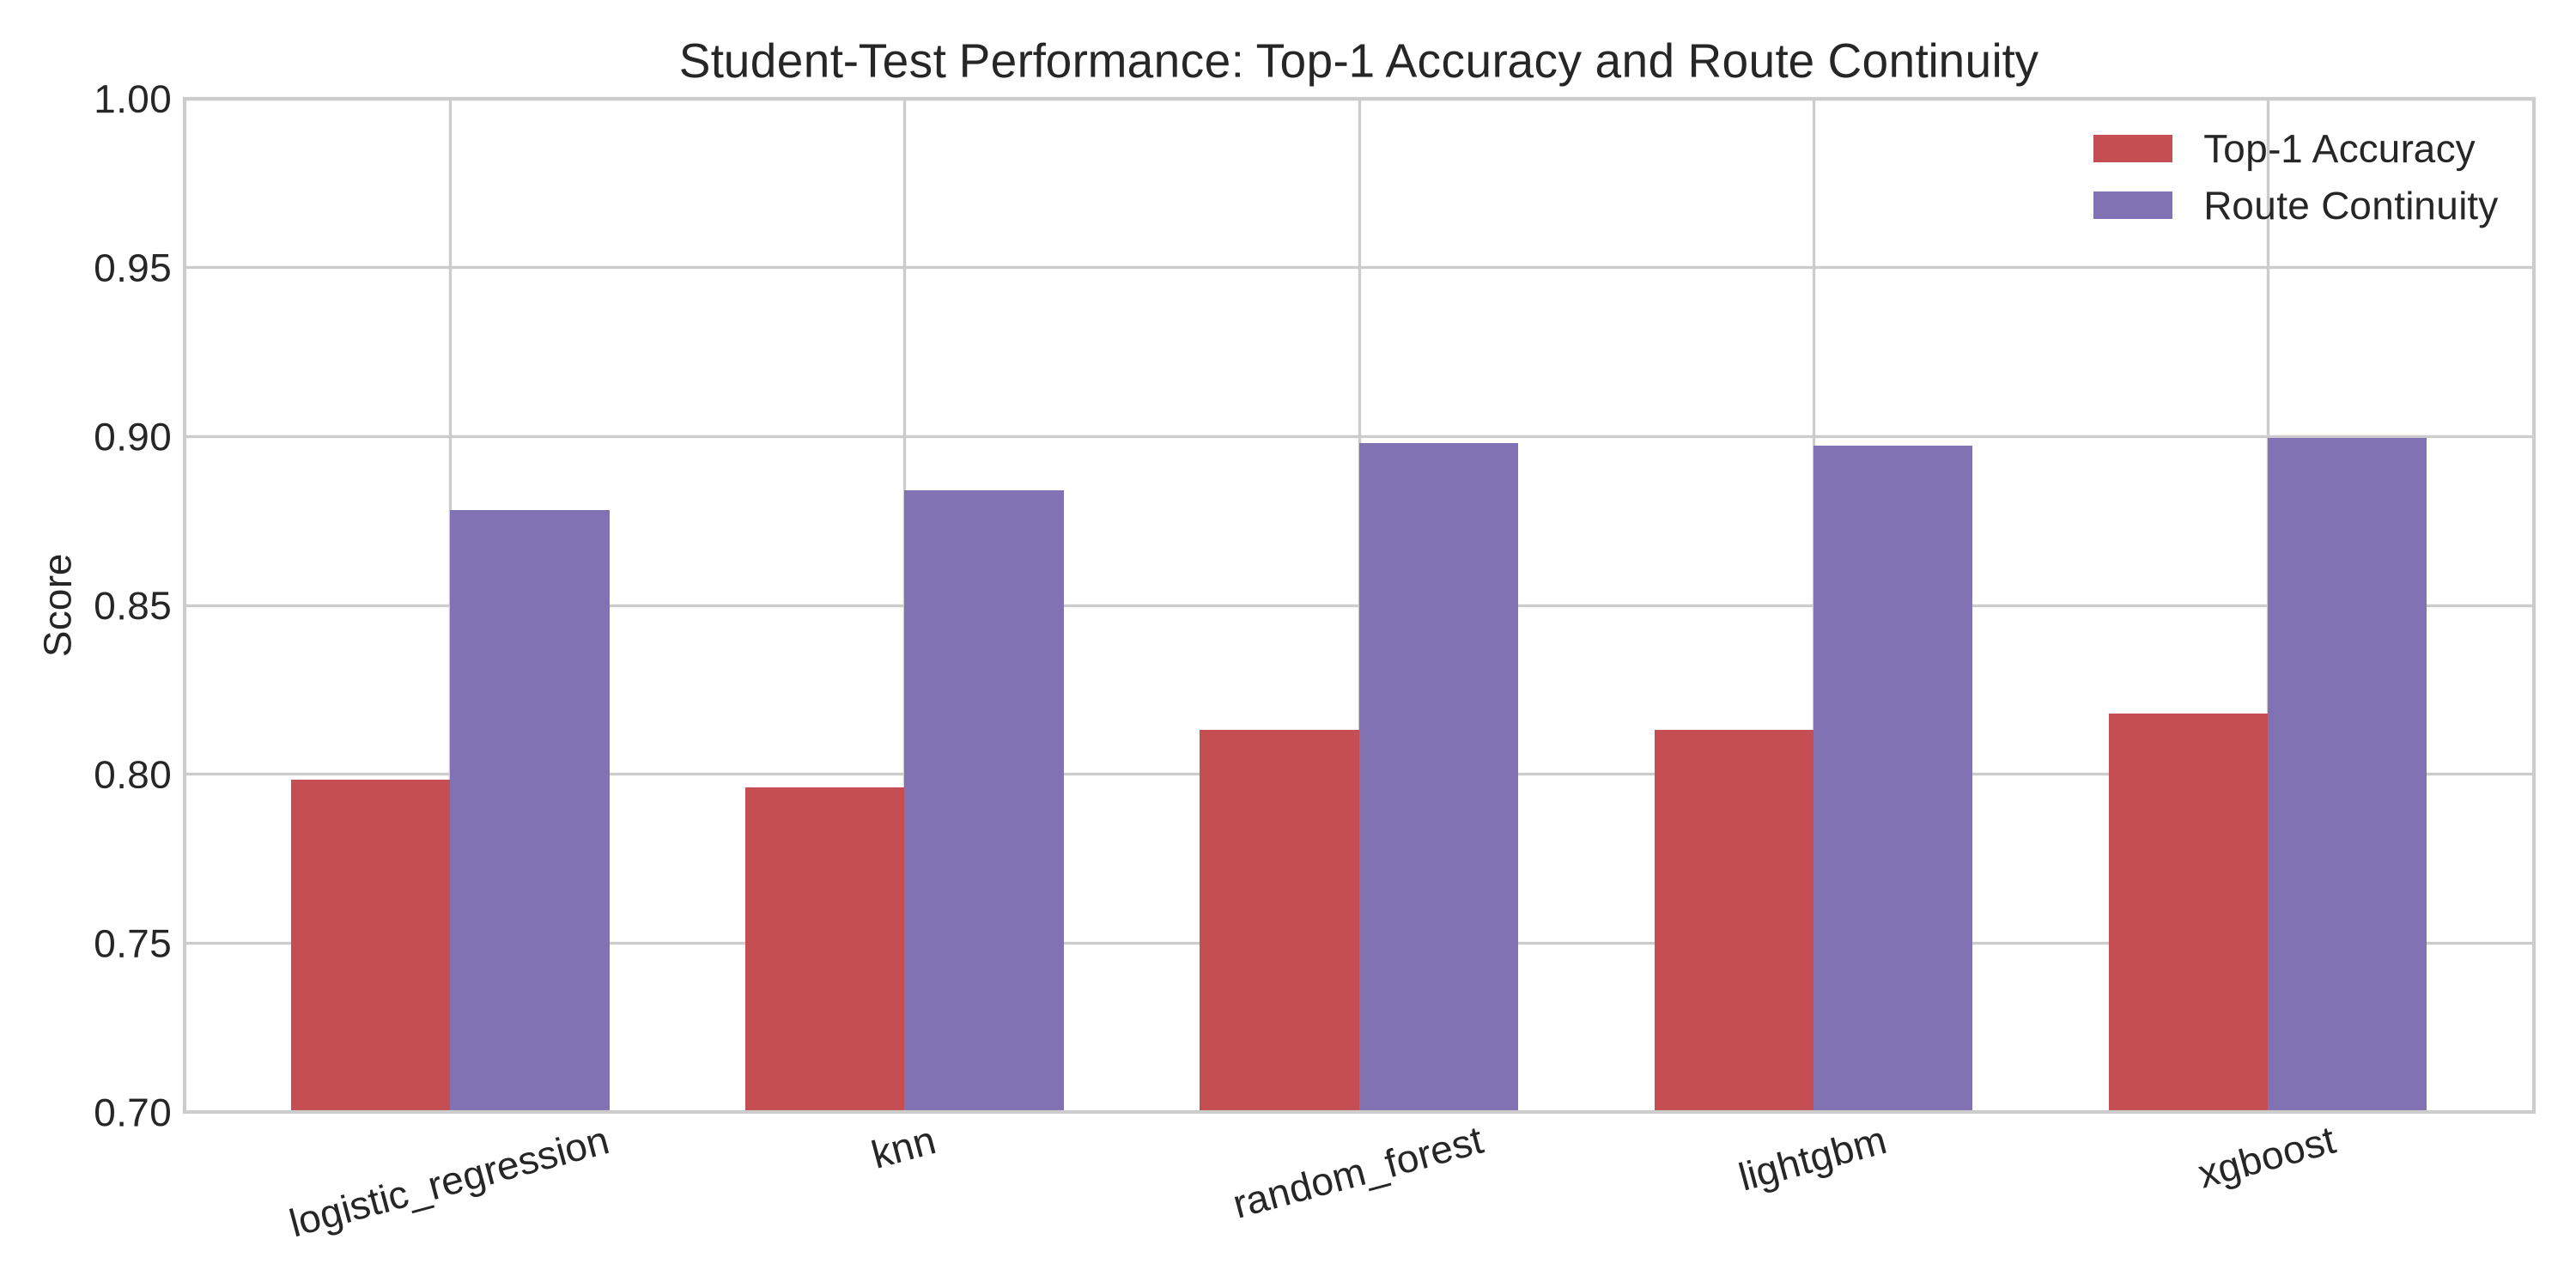 Student-Test Performance: Top-1 Accuracy and Route Continuity
1.00
0.95
0.90
0.85
0.80
0.75
0.70
Score
Top-1 Accuracy
Route Continuity
logistic_regression
knn
random_forest
lightgbm
xgboost